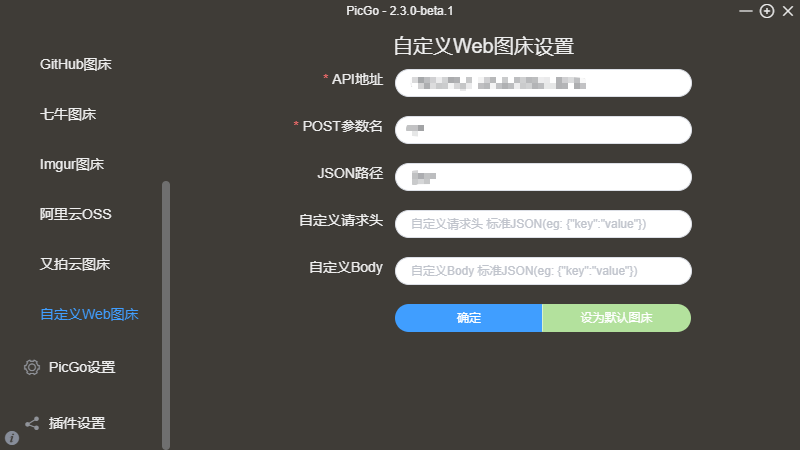 PicGo - 2.3.0-beta.1
GitHub图床
七牛图床
Imgur图床
阿里云OSS
又拍云图床
自定义Web图床
PicGo设置
插件设置
自定义Web图床设置
* API地址
* POST参数名
JSON路径
自定义请求头
自定义请求头 标准JSON(eg: {"key":"value"})
自定义Body
自定义Body 标准JSON(eg: {"key":"value"})
确定
设为默认图床